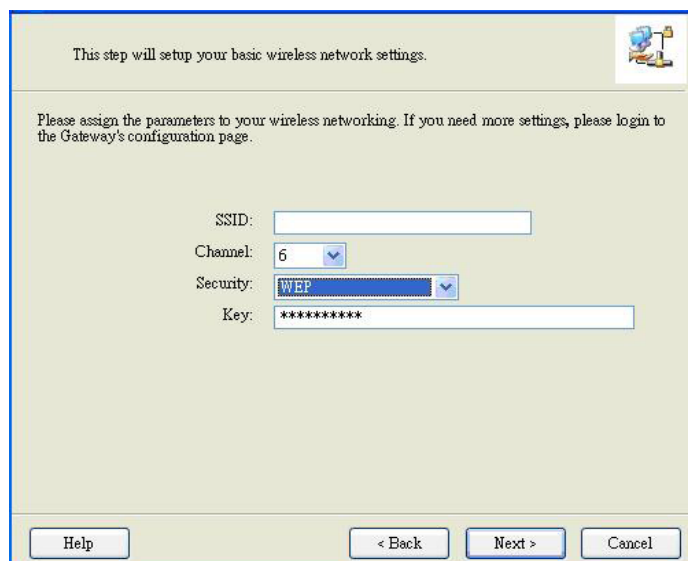 This step will setup your basic wireless network settings.
Please assign the parameters to your wireless networking. If you need more settings, please login to
the Gateway's configuration page.
SSID:
Channel: 6
Security: WEP
Key: **********
Help < Back Next > Cancel